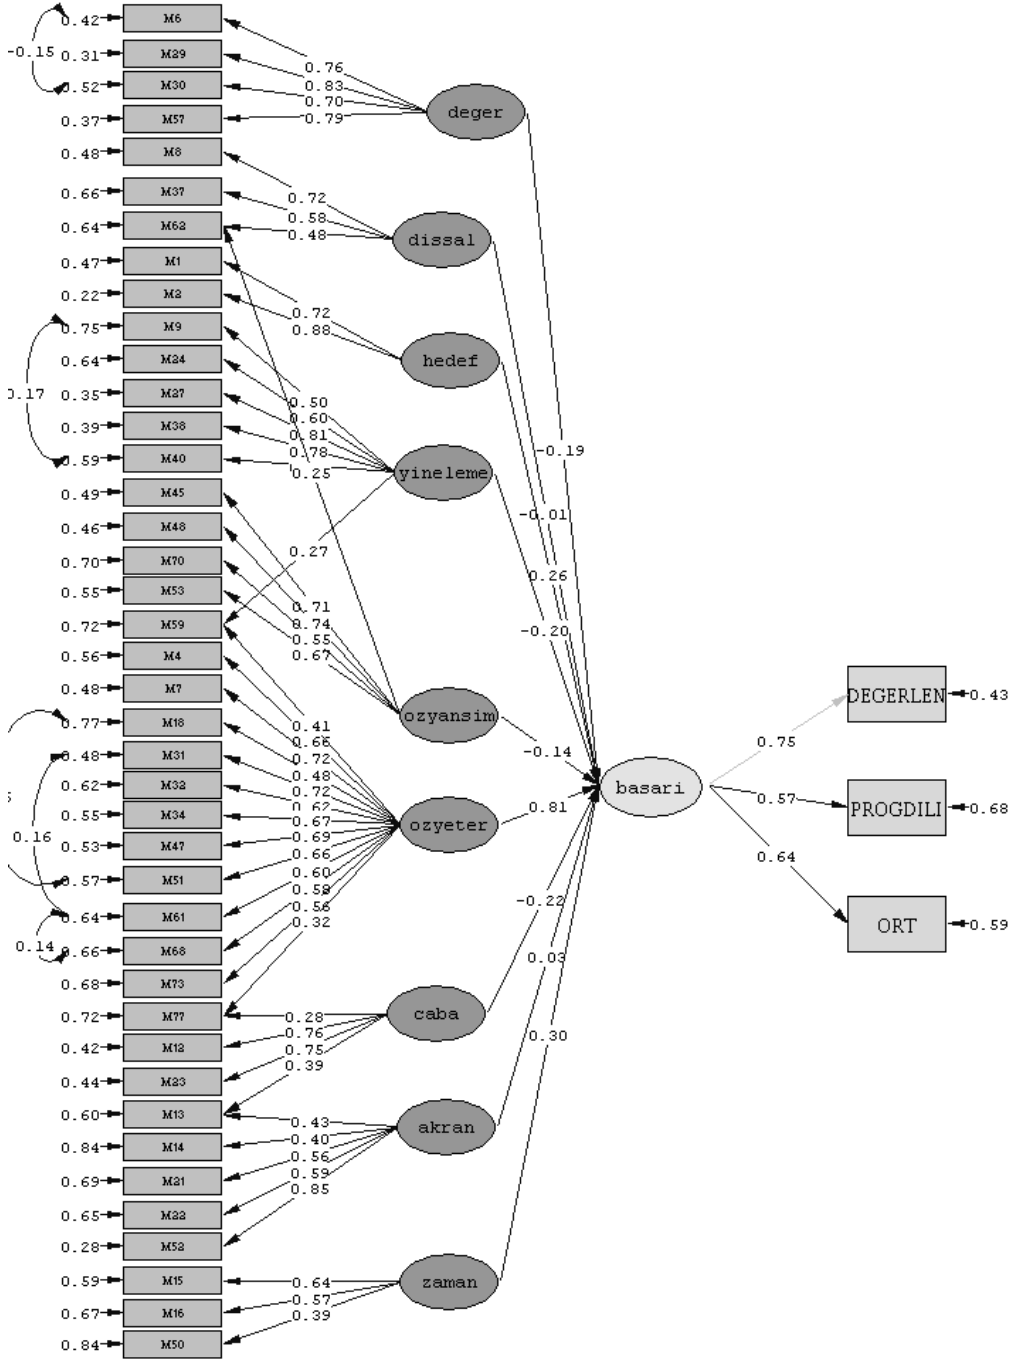 0.42 M6
-0.15 0.31 M29
0.76
0.52 M30
0.83
0.70
0.79
deger
0.37 M57
0.48 M8
0.66 M37
0.72
0.58
0.48
dissal
0.64 M62
0.47 M1
0.22 M2
0.72
0.88
0.75 M9
0.64 M24
hedef
0.17 0.35 M27
0.50
0.60
0.39 M38
0.81
0.78
-0.19
0.59 M40
0.25
yineleme
0.49 M45
-0.01
0.46 M48
0.27
0.70 M70
0.26
0.55 M53
0.71
0.74
0.72 M59
0.55
0.67
-0.20
0.56 M4
0.48 M7
DEGERLEN 0.43
0.77 M18
0.41
0.66
ozyansim
0.48 M31
0.72
0.48
-0.14
0.75
0.62 M32
0.72
0.62
basari
0.55 M34
0.67
ozyeter
0.81
0.57
PROGDILI 0.68
0.16 0.53 M47
0.69
0.66
0.64
0.57 M51
0.60
0.58
0.64 M61
0.56
0.32
-0.22
ORT 0.59
0.14 0.66 M68
0.03
0.68 M73
0.72 M77
0.28
caba
0.42 M12
0.76
0.75
0.30
0.44 M23
0.39
0.60 M13
0.43
akran
0.84 M14
0.40
0.56
0.69 M21
0.59
0.85
0.65 M22
0.28 M52
0.59 M15
0.64
zaman
0.67 M16
0.57
0.39
0.84 M50